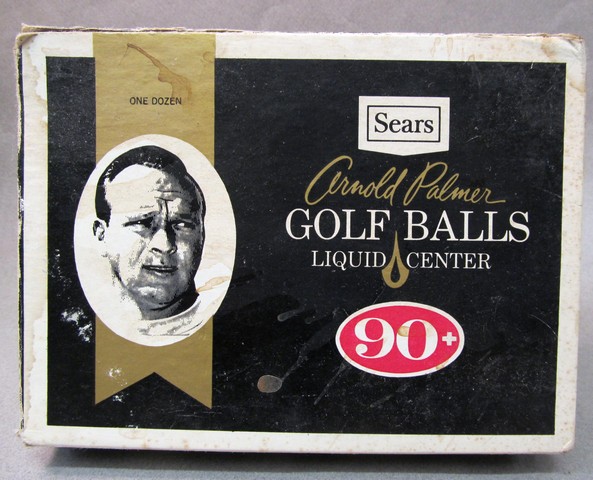 ONE DOZEN
Sears
Arnold Palmer
GOLF BALLS
LIQUID CENTER
90+